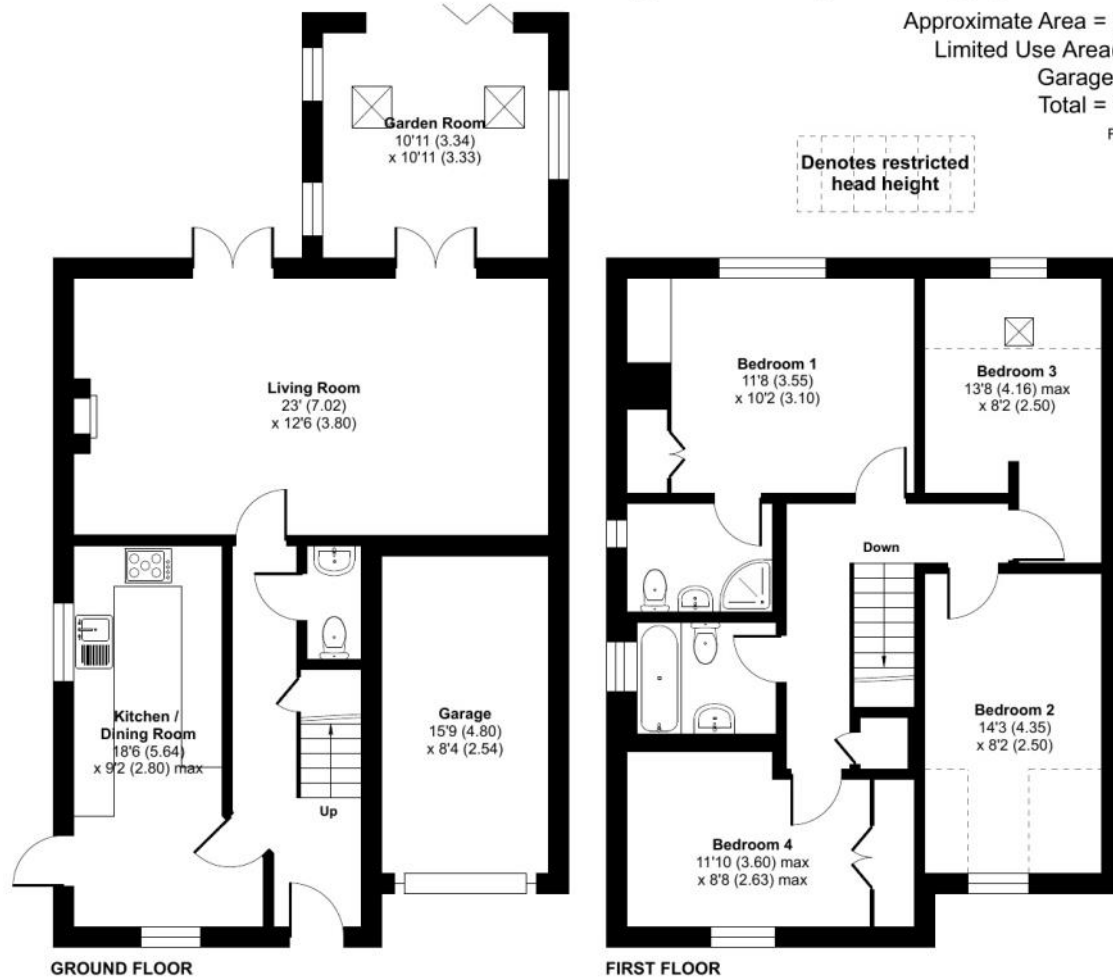 Approximate Area =
Limited Use Area
Garage
Total =
Denotes restricted
head height
Garden Room
10'11 (3.34)
x 10'11 (3.33)
Living Room
23' (7.02)
x 12'6 (3.80)
Kitchen /
Dining Room
18'6 (5.64)
x 9'2 (2.80) max
Garage
15'9 (4.80)
x 8'4 (2.54)
Up
GROUND FLOOR
Bedroom 1
11'8 (3.55)
x 10'2 (3.10)
Bedroom 3
13'8 (4.16) max
x 8'2 (2.50)
Down
Bedroom 2
14'3 (4.35)
x 8'2 (2.50)
Bedroom 4
11'10 (3.60) max
x 8'8 (2.63) max
FIRST FLOOR